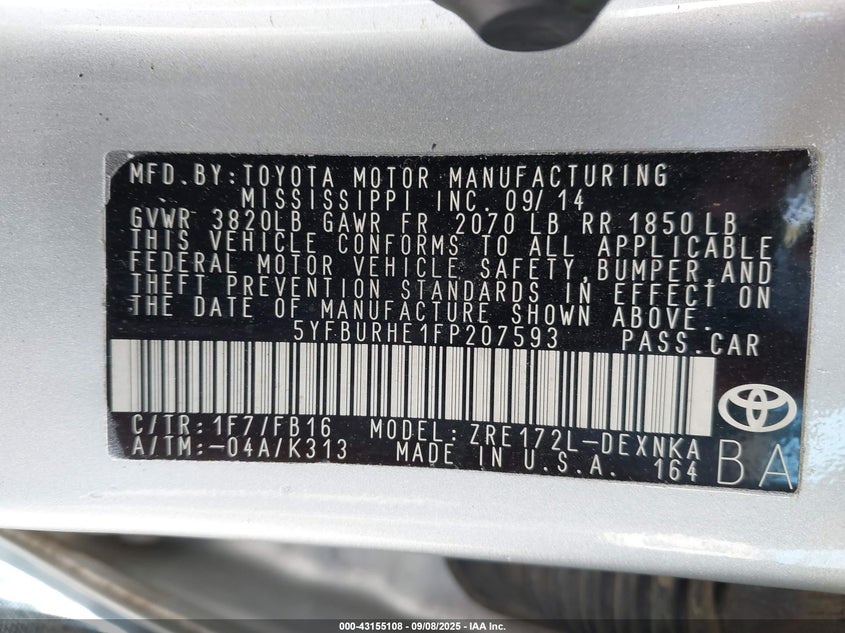 MFD.BY:TOYOTA MOTOR MANUFACTURING
MISSISSIPPI INC. 09/14
GVWR 3820LB GAWR FR 2070 LB RR 1850LB
THIS VEHICLE CONFORMS TO ALL APPLICABLE
FEDERAL MOTOR VEHICLE SAFETY, BUMPER, AND
THEFT PREVENTION STANDARDS IN EFFECT ON
THE DATE OF MANUFACTURE SHOWN ABOVE.
5YFBURHE1FP207593 PASS.CAR
C/TR:1F7/FB16 MODEL:ZRE172L-DEXNKA
A/TM:-04A/K313 MADE IN U.S.A. 164 BA
000-43155108 - 09/08/2025 - IAA Inc.